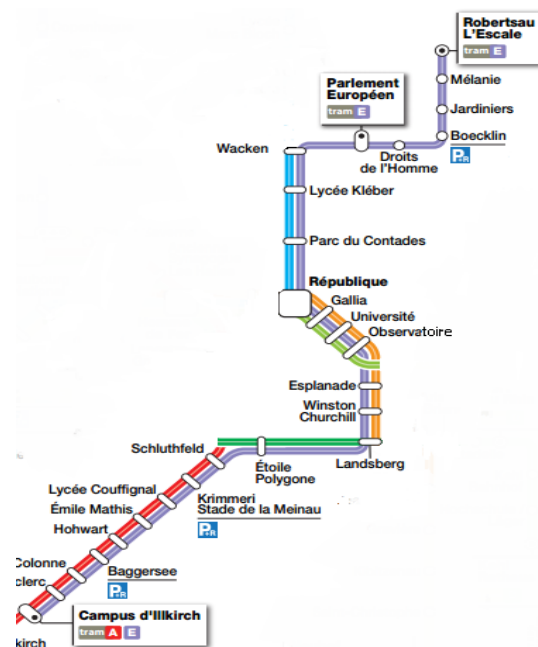 Robertsau
L'Escale
tram E
Mélanie
Parlement
Européen
tram E
Jardiniers
Boecklin
P+R
Wacken
Droits
de l'Homme
Lycée Kléber
Parc du Contades
République
Gallia
Université
Observatoire
Esplanade
Winston
Churchill
Schluthfeld
Landsberg
Étoile
Polygone
Lycée Couffignal
Krimmeri
Stade de la Meinau
P+R
Émile Mathis
Hohwart
Colonne
clerc
Baggersee
P+R
Campus d'Illkirch
tram A E
kirch